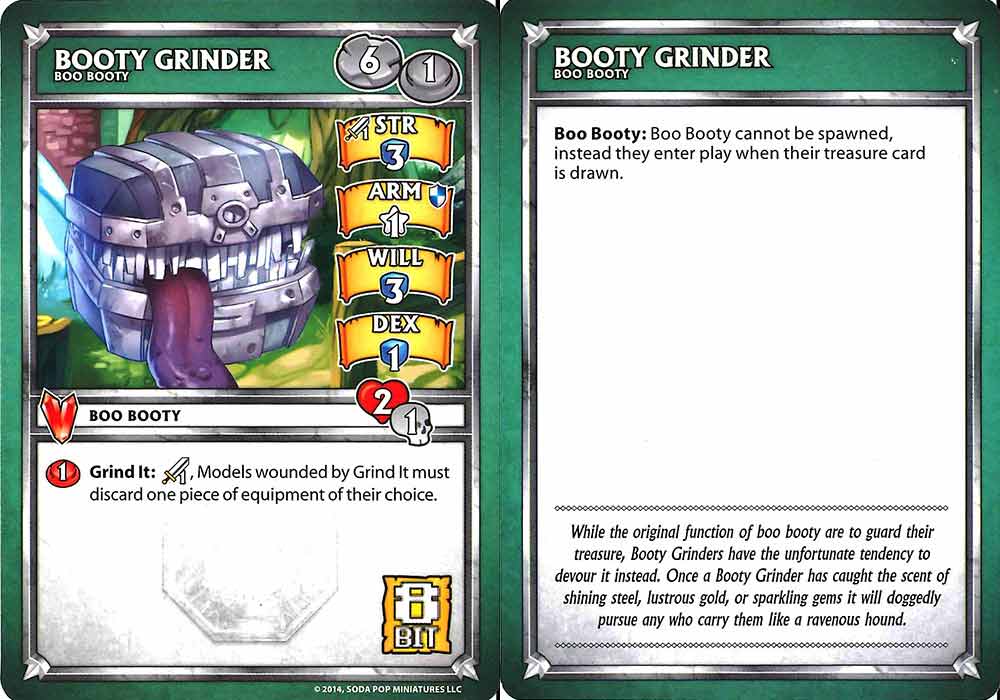 BOOTY GRINDER
BOO BOOTY
6
1
STR
3
ARM
1
WILL
3
DEX
1
BOO BOOTY
2
1
1 Grind It: , Models wounded by Grind It must
discard one piece of equipment of their choice.
8
BIT
© 2014, SODA POP MINIATURES LLC
BOOTY GRINDER
BOO BOOTY
Boo Booty: Boo Booty cannot be spawned,
instead they enter play when their treasure card
is drawn.
While the original function of boo booty are to guard their
treasure, Booty Grinders have the unfortunate tendency to
devour it instead. Once a Booty Grinder has caught the scent of
shining steel, lustrous gold, or sparkling gems it will doggedly
pursue any who carry them like a ravenous hound.